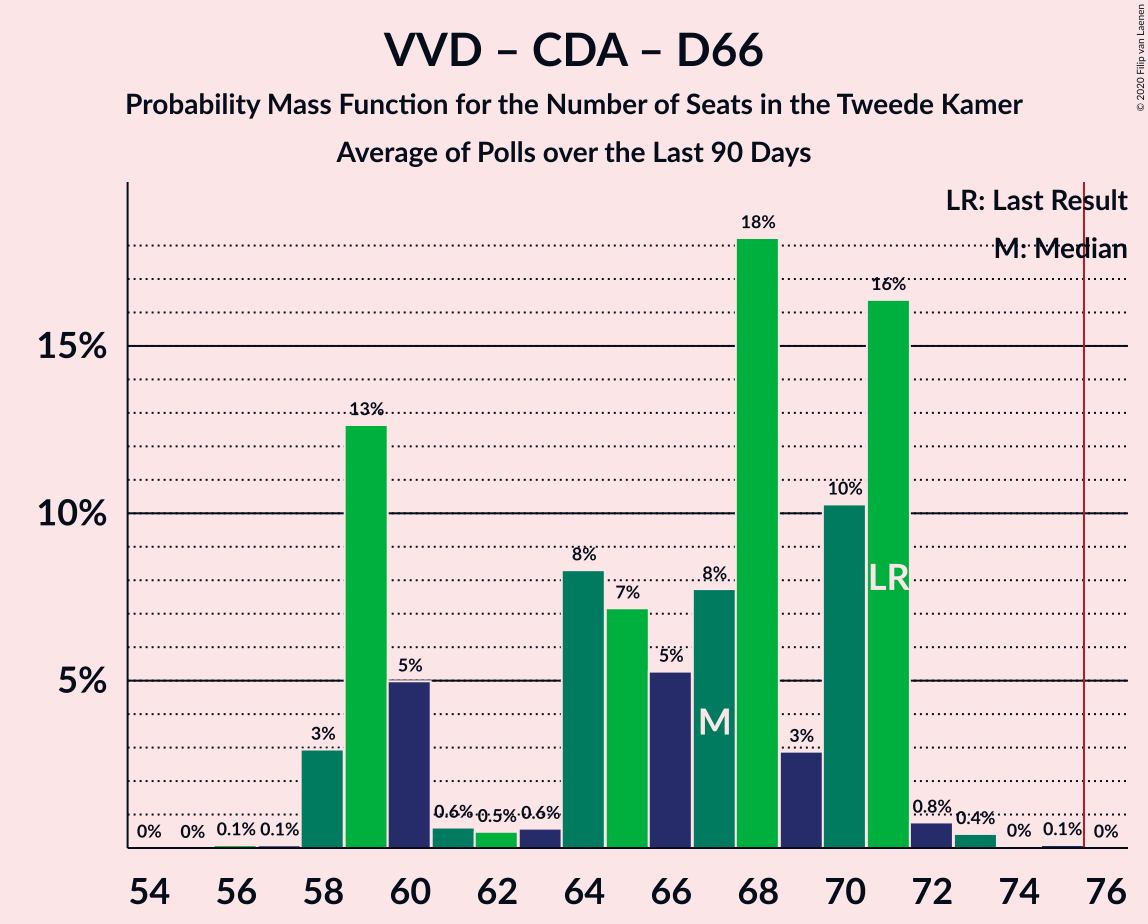 VVD – CDA – D66
Probability Mass Function for the Number of Seats in the Tweede Kamer
Average of Polls over the Last 90 Days
© 2020 Filip van Laenen
LR: Last Result
M: Median
18%
16%
15%
13%
10%
10%
LR
8%
8%
7%
5%
5%
5%
M
3%
3%
0% 0% 0.1% 0.1% 0.6% 0.5% 0.6% 0.8% 0.4% 0% 0.1% 0%
54 56 58 60 62 64 66 68 70 72 74 76